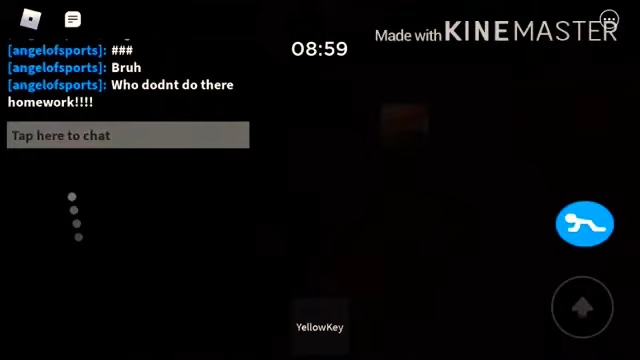 [angelofsports]: ###
[angelofsports]: Bruh
[angelofsports]: Who dodnt do there
homework!!!!
Tap here to chat
08:59
Made with KINEMASTER
YellowKey